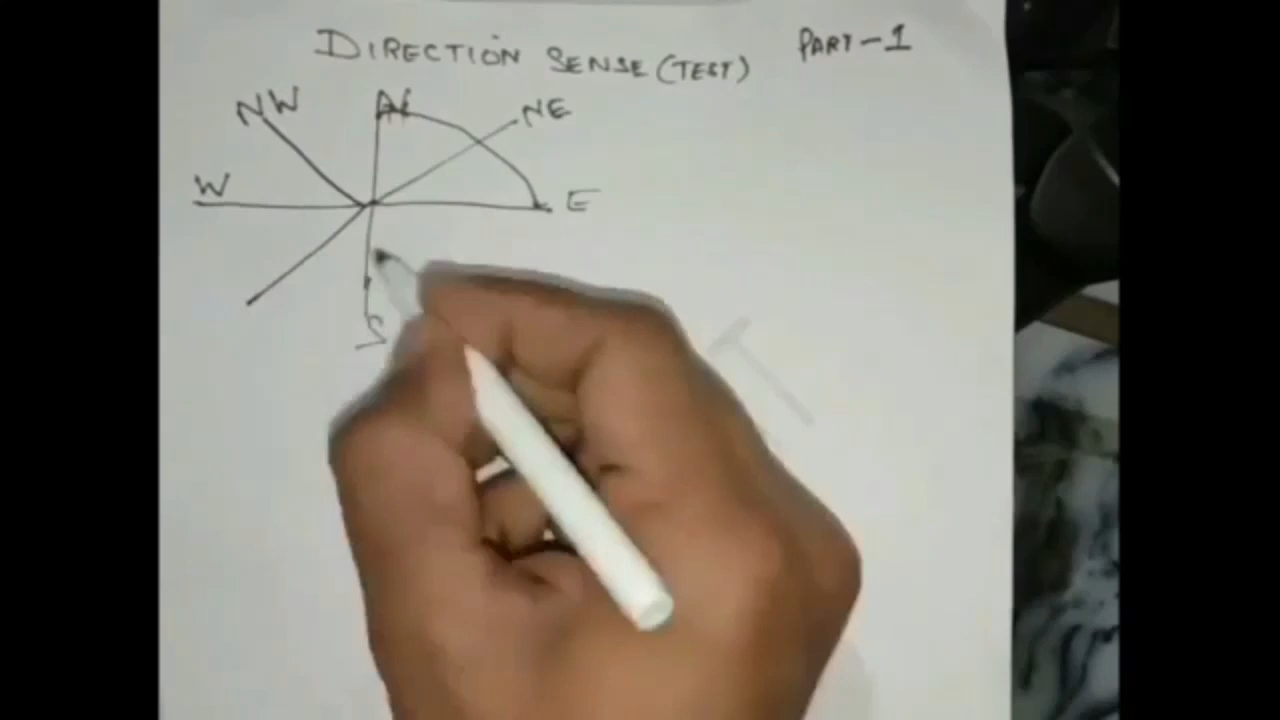 DIRECTION SENSE (TEST) PART-1
NW NE
W E
S